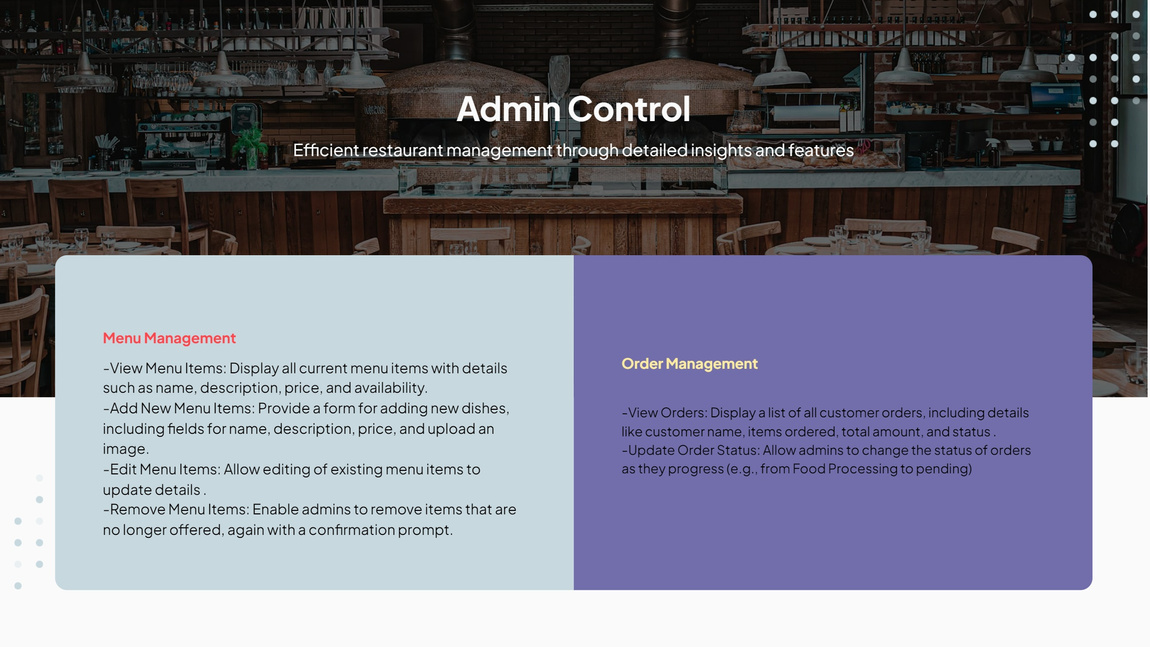 Admin Control
Efficient restaurant management through detailed insights and features
Menu Management
-View Menu Items: Display all current menu items with details
such as name, description, price, and availability.
-Add New Menu Items: Provide a form for adding new dishes,
including fields for name, description, price, and upload an
image.
-Edit Menu Items: Allow editing of existing menu items to
update details .
-Remove Menu Items: Enable admins to remove items that are
no longer offered, again with a confirmation prompt.
Order Management
-View Orders: Display a list of all customer orders, including details
like customer name, items ordered, total amount, and status .
-Update Order Status: Allow admins to change the status of orders
as they progress (e.g., from Food Processing to pending)